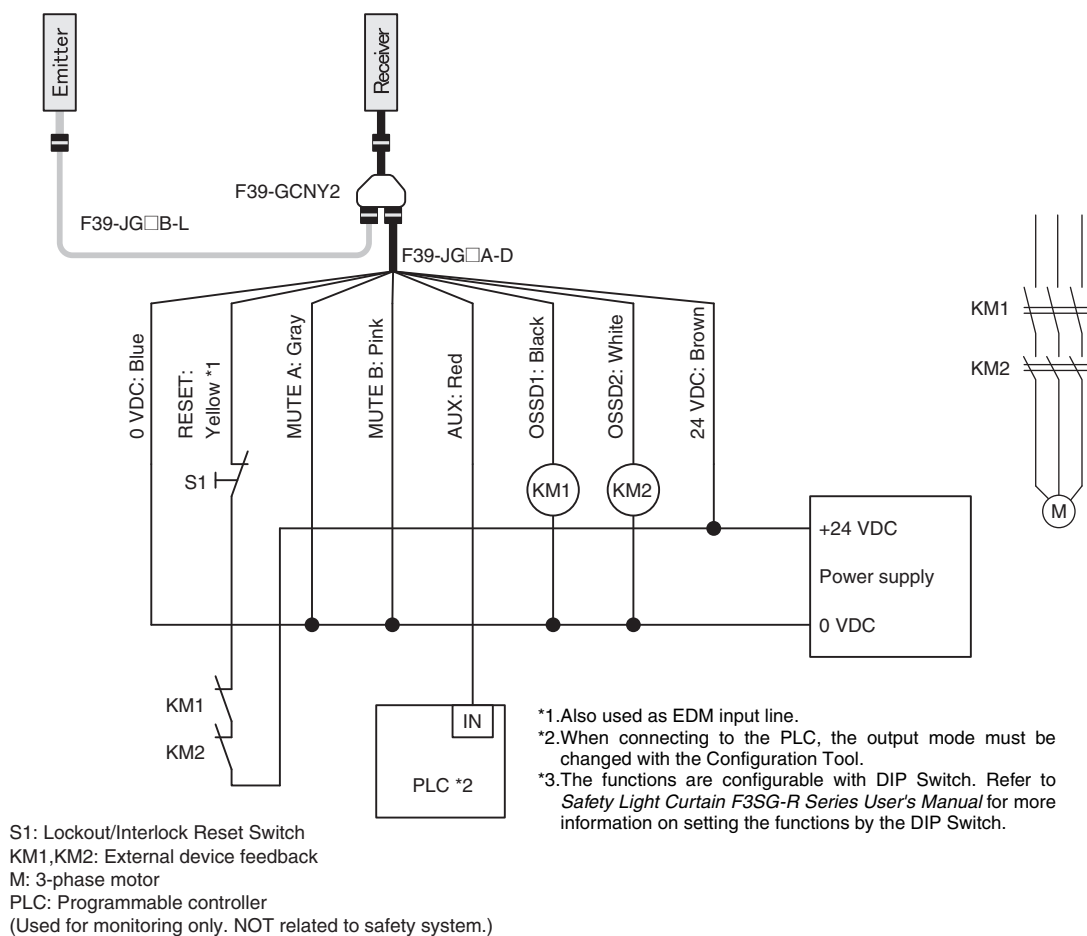 Emitter
Receiver
F39-GCNY2
F39-JG□B-L
F39-JG□A-D
0 VDC: Blue
RESET:
Yellow *1
MUTE A: Gray
MUTE B: Pink
AUX: Red
OSSD1: Black
OSSD2: White
24 VDC: Brown
KM1
KM2
M
S1
KM1
KM2
+24 VDC
Power supply
0 VDC
KM1
KM2
IN
PLC *2
*1.Also used as EDM input line.
*2.When connecting to the PLC, the output mode must be
changed with the Configuration Tool.
*3.The functions are configurable with DIP Switch. Refer to
Safety Light Curtain F3SG-R Series User's Manual for more
information on setting the functions by the DIP Switch.
S1: Lockout/Interlock Reset Switch
KM1,KM2: External device feedback
M: 3-phase motor
PLC: Programmable controller
(Used for monitoring only. NOT related to safety system.)